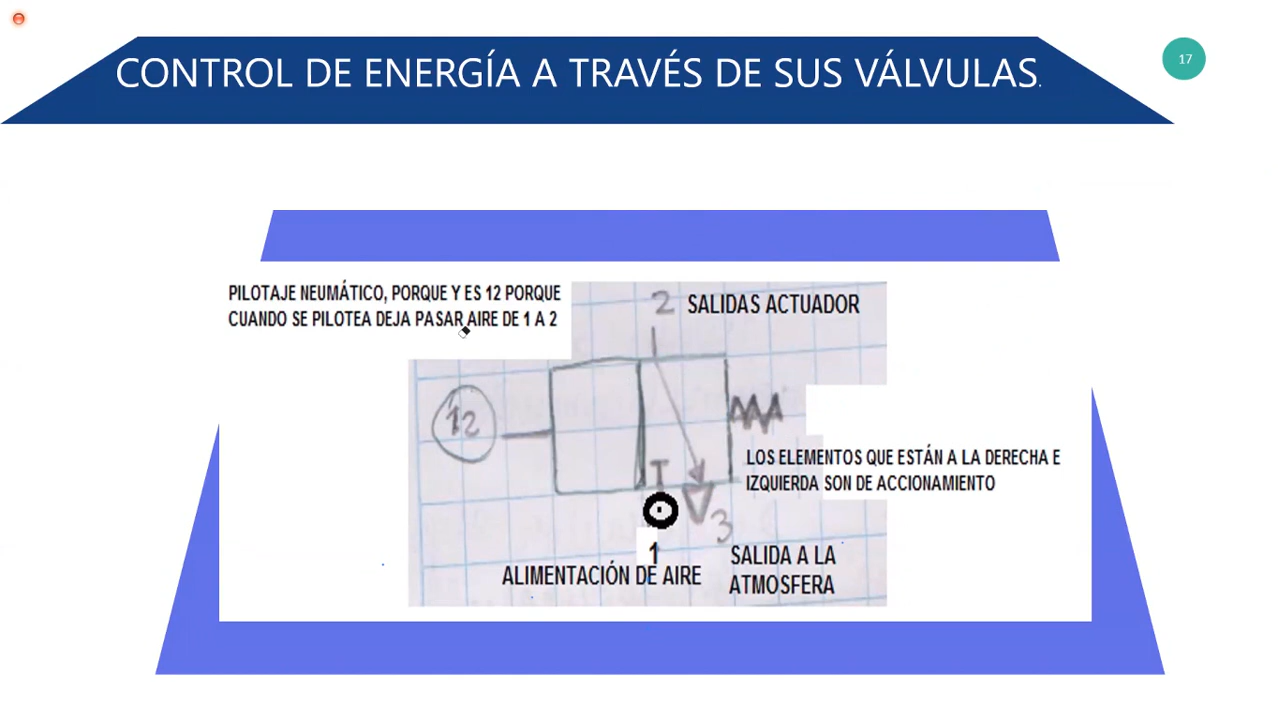 CONTROL DE ENERGÍA A TRAVÉS DE SUS VÁLVULAS.
17
PILOTAJE NEUMÁTICO, PORQUE Y ES 12 PORQUE
CUANDO SE PILOTEA DEJA PASAR AIRE DE 1 A 2
2 SALIDAS ACTUADOR
12
LOS ELEMENTOS QUE ESTÁN A LA DERECHA E
IZQUIERDA SON DE ACCIONAMIENTO
3
1
ALIMENTACIÓN DE AIRE
SALIDA A LA
ATMOSFERA